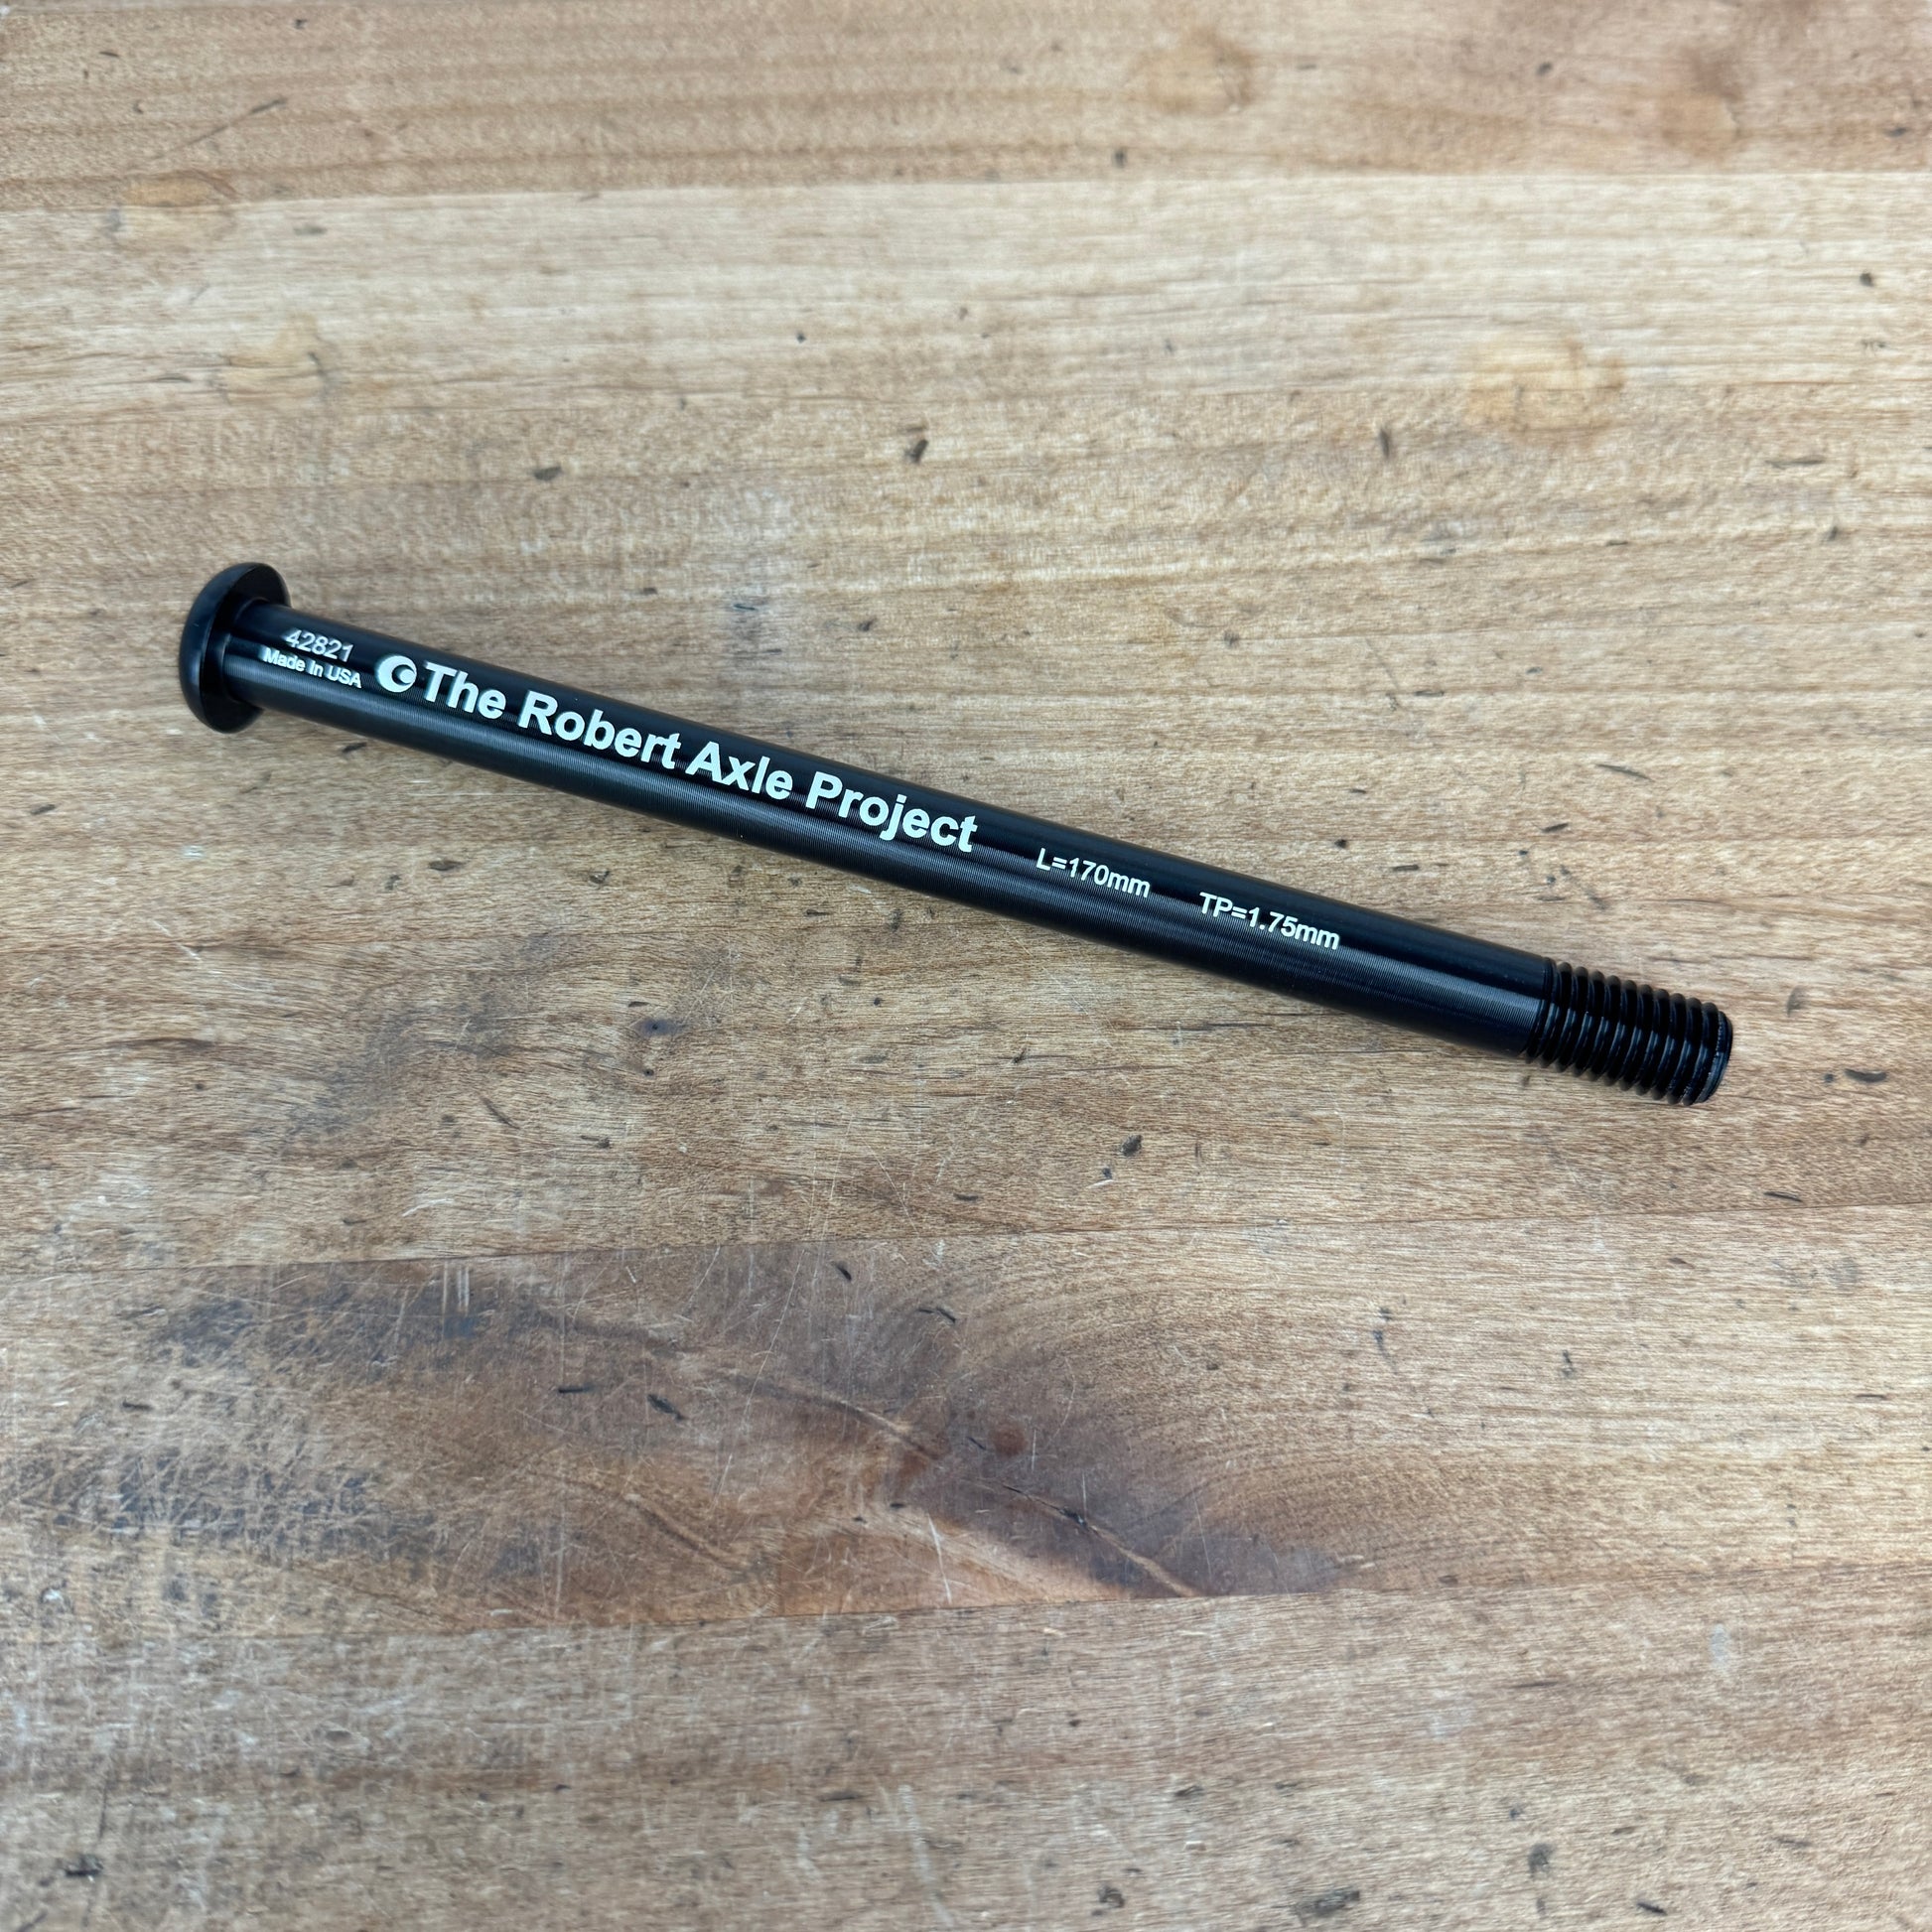 42821
Made In USA
The Robert Axle Project
L=170mm TP=1.75mm